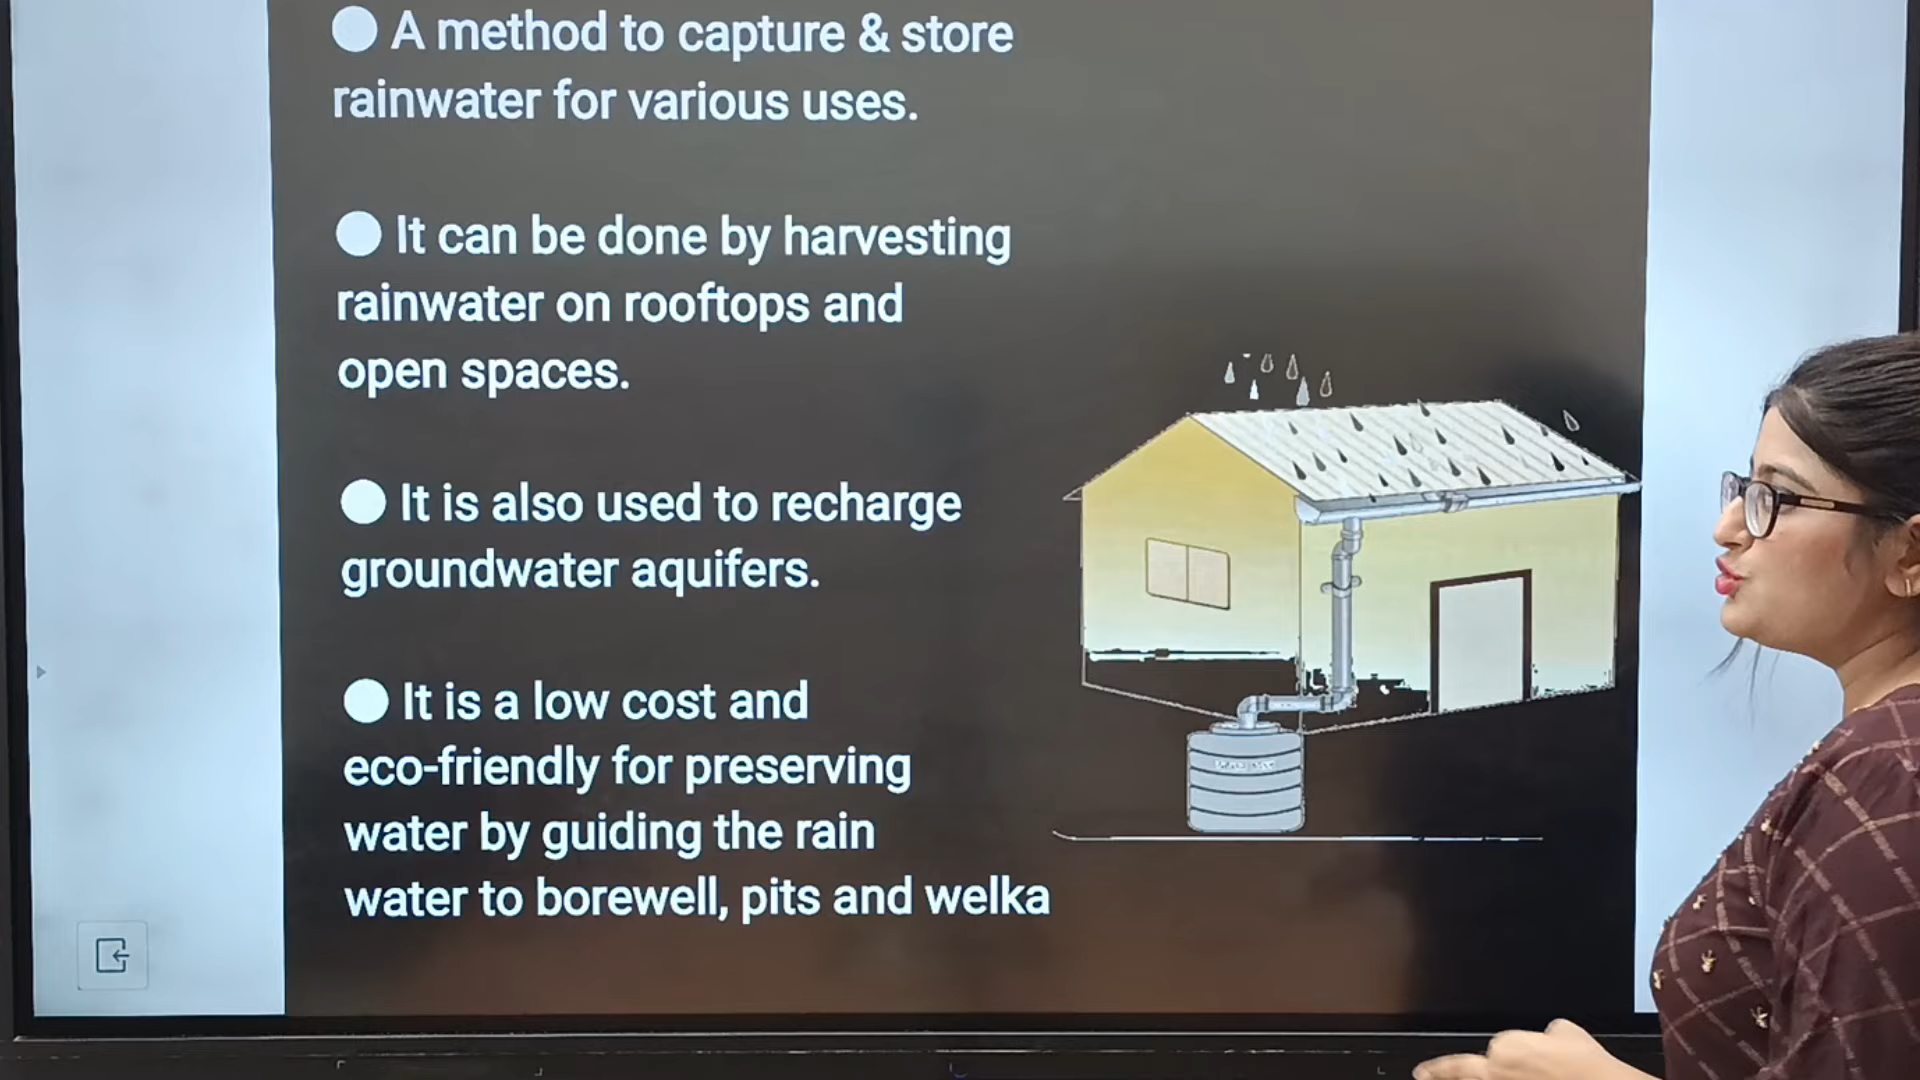 ● A method to capture & store
rainwater for various uses.
● It can be done by harvesting
rainwater on rooftops and
open spaces.
● It is also used to recharge
groundwater aquifers.
● It is a low cost and
eco-friendly for preserving
water by guiding the rain
water to borewell, pits and welka